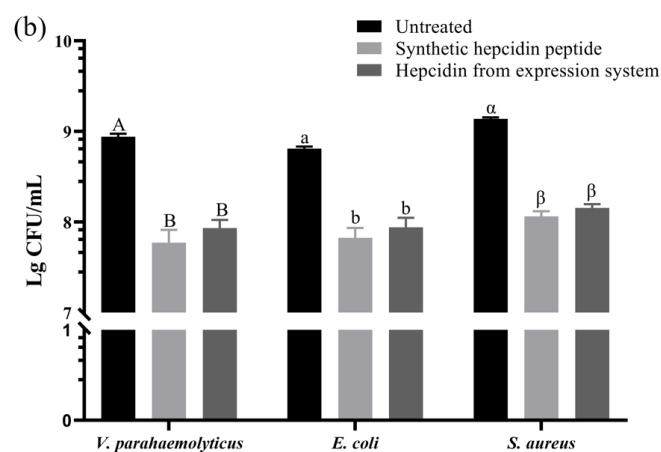 (b)
Untreated
Synthetic hepcidin peptide
Hepcidin from expression system
Lg CFU/mL
10
9
8
7
1
0
A
B
B
a
b
b
α
β
β
V. parahaemolyticus
E. coli
S. aureus